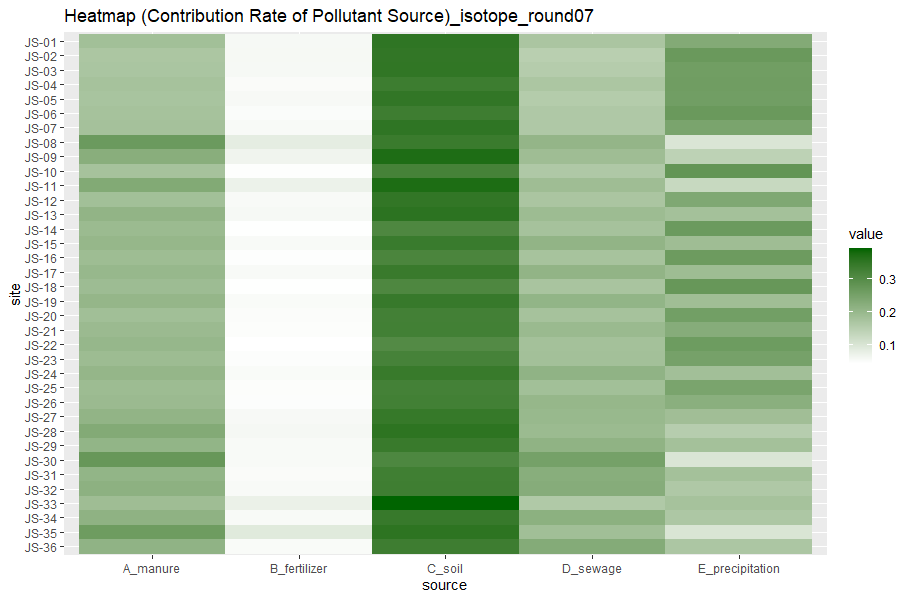 Heatmap (Contribution Rate of Pollutant Source)_isotope_round07
site
JS-01
JS-02
JS-03
JS-04
JS-05
JS-06
JS-07
JS-08
JS-09
JS-10
JS-11
JS-12
JS-13
JS-14
JS-15
JS-16
JS-17
JS-18
JS-19
JS-20
JS-21
JS-22
JS-23
JS-24
JS-25
JS-26
JS-27
JS-28
JS-29
JS-30
JS-31
JS-32
JS-33
JS-34
JS-35
JS-36
A_manure B_fertilizer C_soil D_sewage E_precipitation
source
value
0.3
0.2
0.1